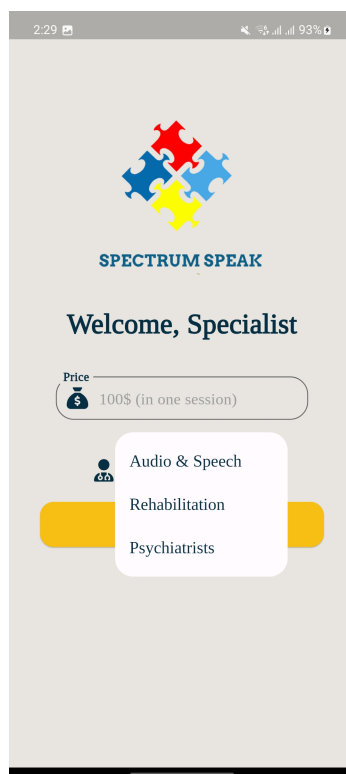 2:29
93%
SPECTRUM SPEAK
Welcome, Specialist
Price
100$ (in one session)
Audio & Speech
Rehabilitation
Psychiatrists